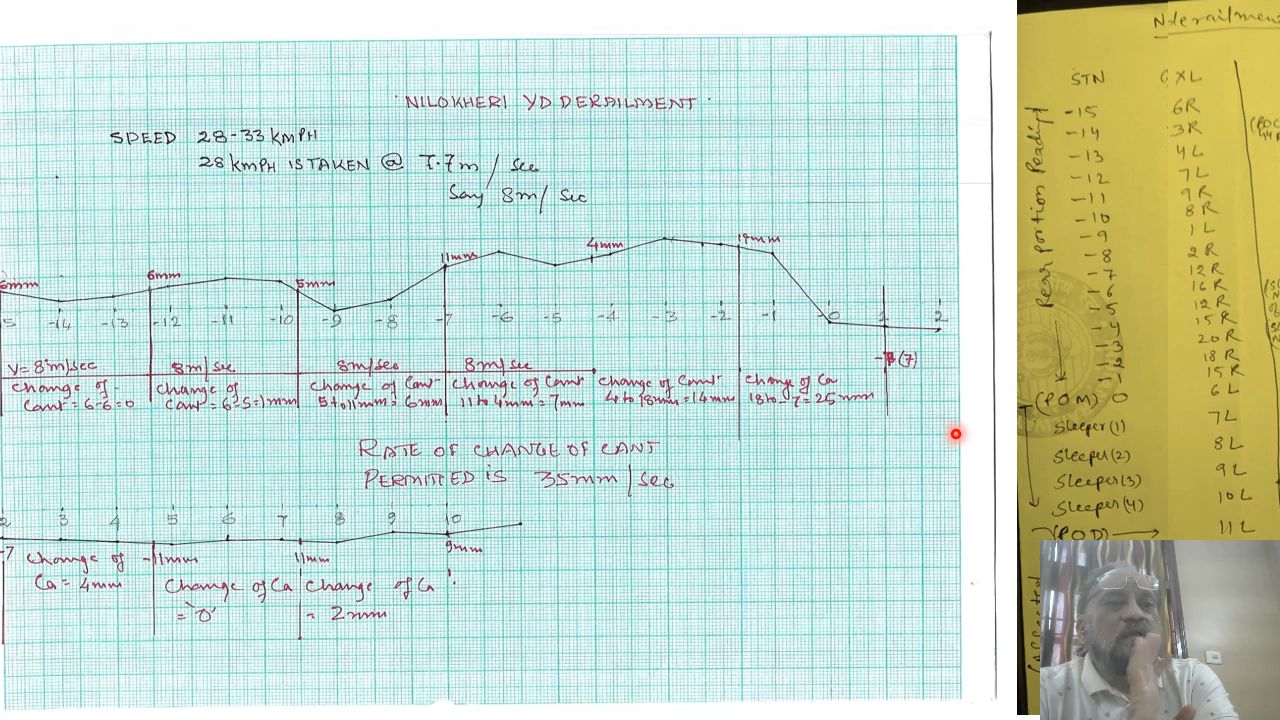 NILOKHERI YD DERAILMENT
SPEED 28-33 KMPH
28 KMPH IS TAKEN @ 7.7 m/sec
Say 8m/sec
6mm 6mm 5mm 11mm 4mm
-14 -13 -12 -11 -10 -9 -8 -7 -6 -5 -4 -3 -2 -1 -0 1 2
(7)
V=8m/sec 8m/sec 8m/sec 8m/sec
Change of Cant = 6-6=0
Change of Cant = 6-5=1mm
Change of Cant 5 to 11mm = 6mm
Change of Cant 11 to 4mm = 7mm
Change of Cant 4 to 18mm = 14mm
Change of Ca 18 to 7 = 25mm
RATE OF CHANGE OF CANT
PERMITTED IS 35mm/sec
2 3 4 5 6 7 8 9 10
-7 -11mm 11mm 9mm
Change of Ca = 4mm
Change of Ca = '0'
Change of Ca = 2mm
STN
-15 6R
-14 3R
-13 4L
-12 7L
-11 9R
-10 8R
-9 1L
-8 2R
-7 12R
-6 16R
-5 12R
-4 15R
20R
18R
15R
(POM) 0 6L
Sleeper(1) 7L
Sleeper(2) 8L
Sleeper(3) 9L
Sleeper(4) 10L
(POD) 11L
Rear portion Reading